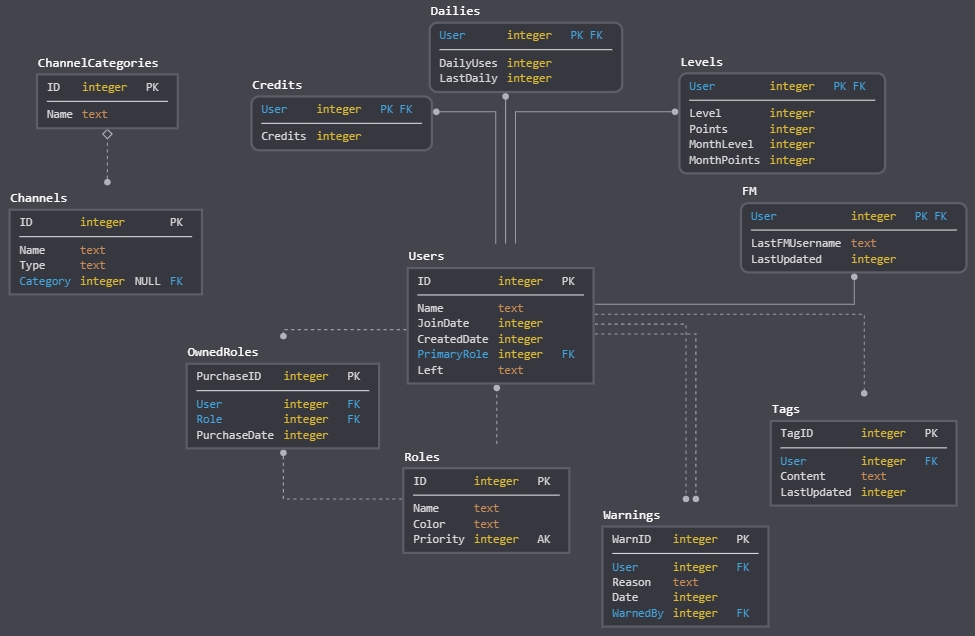 Dailies
User integer PK FK
DailyUses integer
LastDaily integer
ChannelCategories
ID integer PK
Name text
Credits
User integer PK FK
Credits integer
Levels
User integer PK FK
Level integer
Points integer
MonthLevel integer
MonthPoints integer
Channels
ID integer PK
Name text
Type text
Category integer NULL FK
FM
User integer PK FK
LastFMUsername text
LastUpdated integer
Users
ID integer PK
Name text
JoinDate integer
CreatedDate integer
PrimaryRole integer FK
Left text
OwnedRoles
PurchaseID integer PK
User integer FK
Role integer FK
PurchaseDate integer
Tags
TagID integer PK
User integer FK
Content text
LastUpdated integer
Roles
ID integer PK
Name text
Color text
Priority integer AK
Warnings
WarnID integer PK
User integer FK
Reason text
Date integer
WarnedBy integer FK